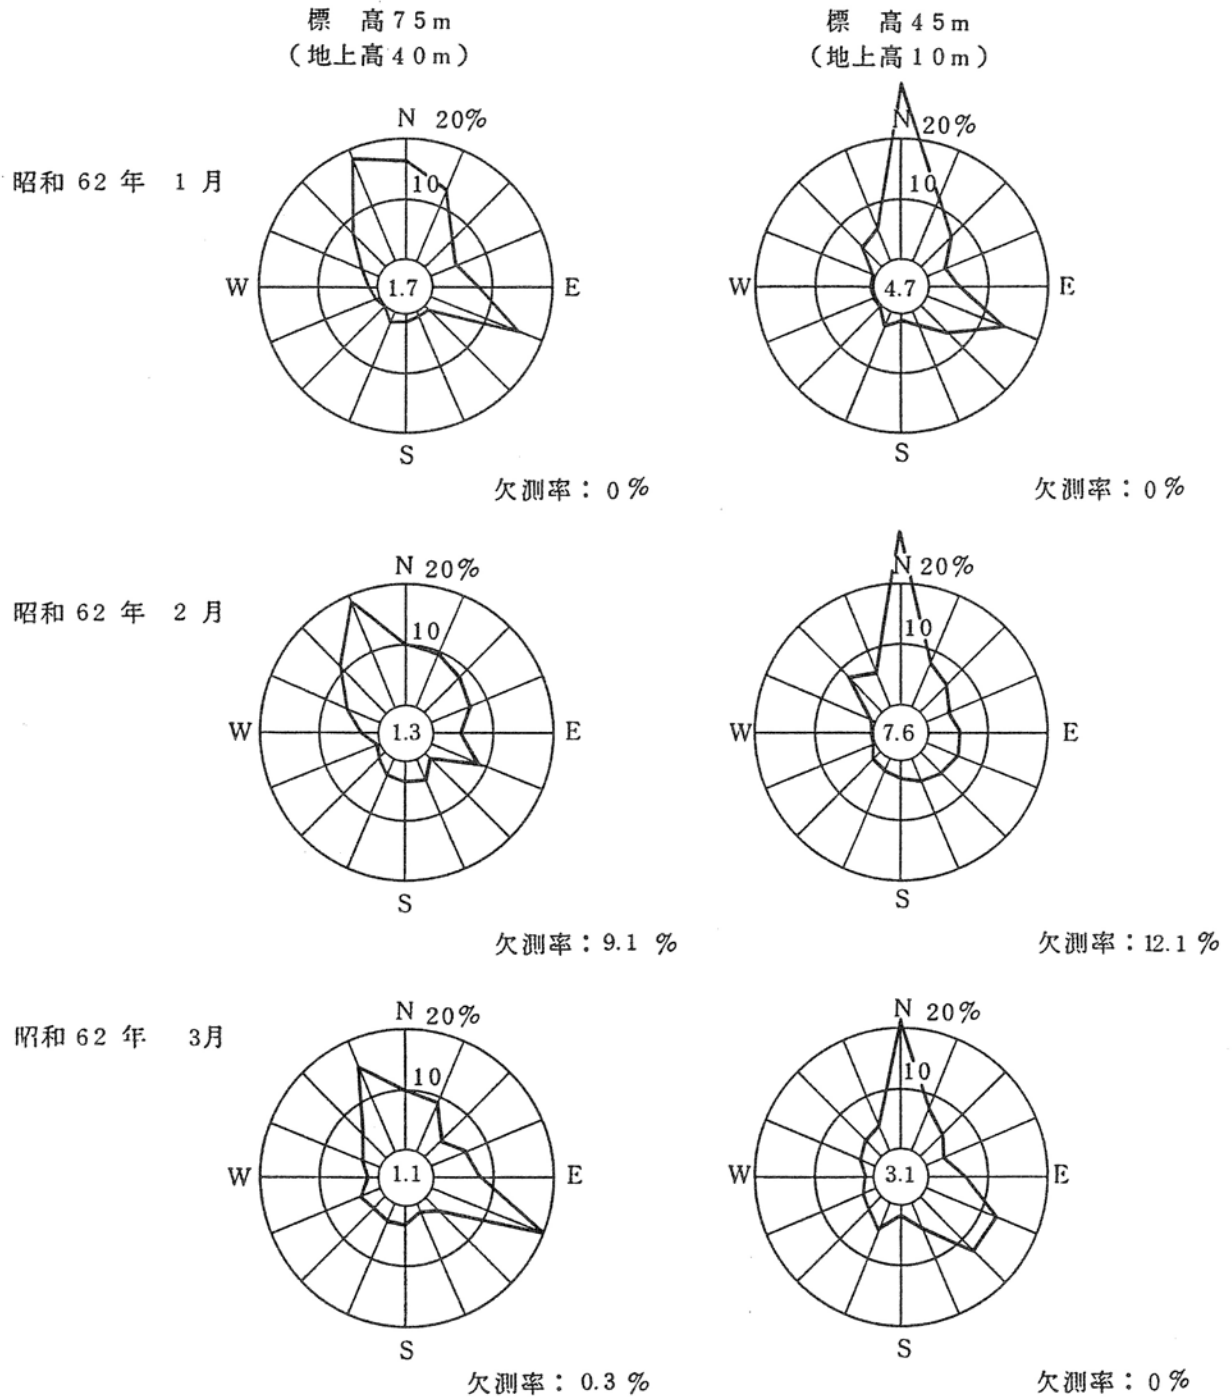 標 高75m
(地上高40m)
標 高45m
(地上高10m)
昭和 62 年 1 月
N 20%
10
W 1.7 E
S
欠測率：0%
N 20%
10
W 4.7 E
S
欠測率：0%
昭和 62 年 2 月
N 20%
10
W 1.3 E
S
欠測率：9.1 %
N 20%
10
W 7.6 E
S
欠測率：12.1 %
昭和 62 年 3月
N 20%
10
W 1.1 E
S
欠測率：0.3 %
N 20%
10
W 3.1 E
S
欠測率：0%